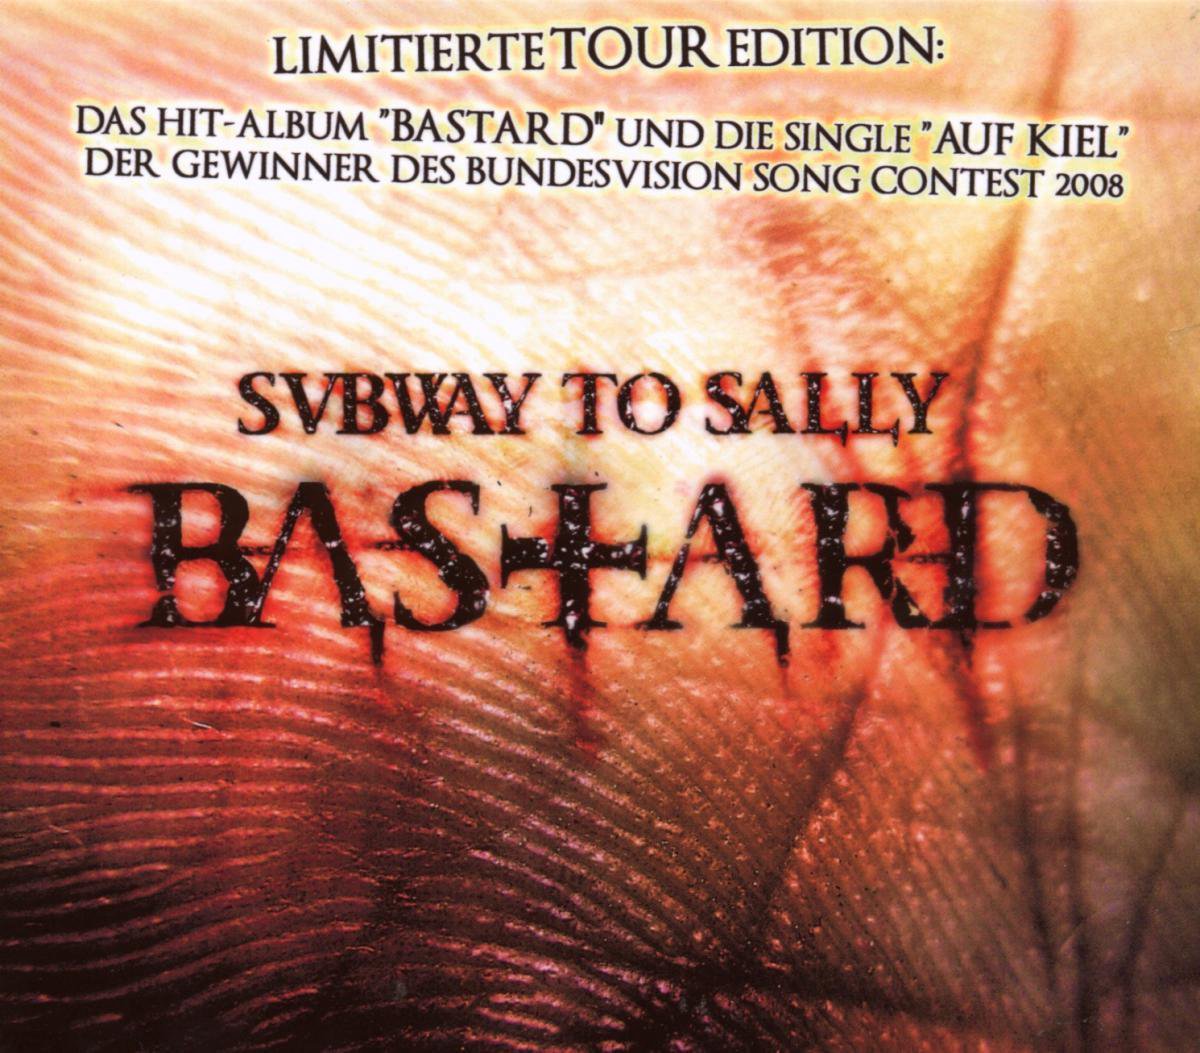 LIMITIERTE TOUR EDITION:
DAS HIT-ALBUM "BASTARD" UND DIE SINGLE "AUF KIEL"
DER GEWINNER DES BUNDESVISION SONG CONTEST 2008
SVBWAY TO SALLY
BASTARD